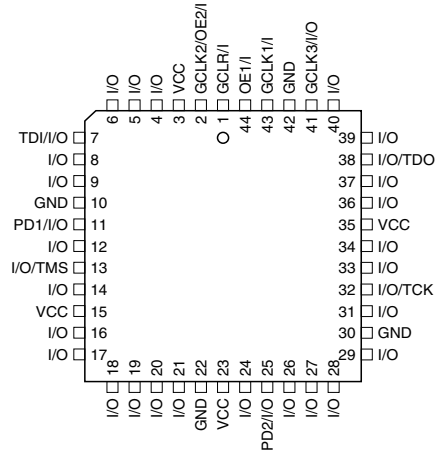 I/O
I/O
I/O
VCC
GCLK2/OE2/I
GCLR/I
OE1/I
GCLK1/I
GND
GCLK3/I/O
I/O
6
5
4
3
2
1
44
43
42
41
40
TDI/I/O 7
I/O 8
I/O 9
GND 10
PD1/I/O 11
I/O 12
I/O/TMS 13
I/O 14
VCC 15
I/O 16
I/O 17
39 I/O
38 I/O/TDO
37 I/O
36 I/O
35 VCC
34 I/O
33 I/O
32 I/O/TCK
31 I/O
30 GND
29 I/O
18
19
20
21
22
23
24
25
26
27
28
I/O
I/O
I/O
I/O
GND
VCC
I/O
PD2/I/O
I/O
I/O
I/O